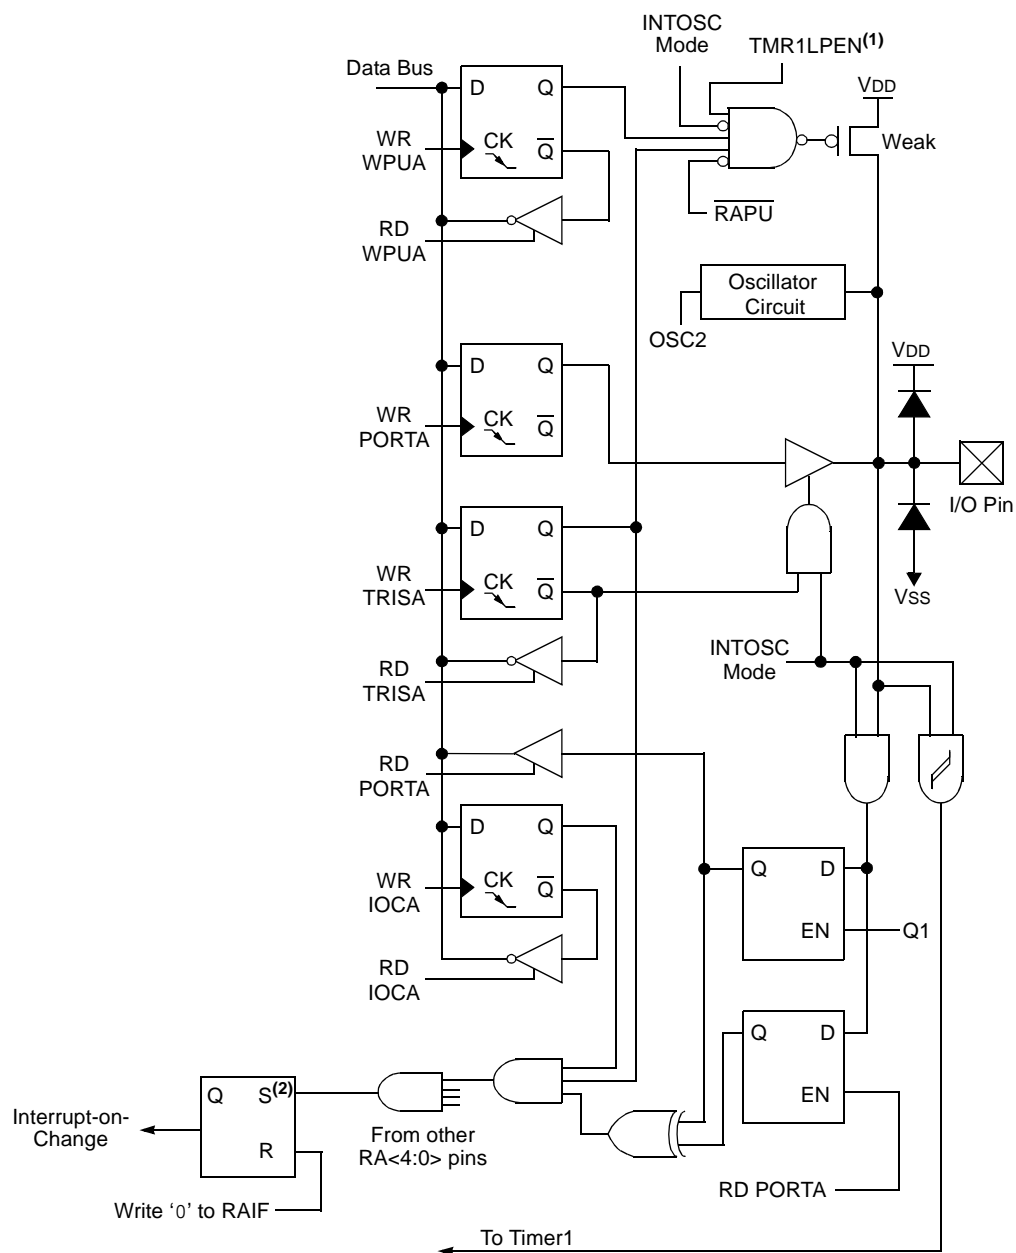 INTOSC
Mode
TMR1LPEN(1)
Data Bus
D Q
CK Q
WR
WPUA
VDD
Weak
RAPU
RD
WPUA
Oscillator
Circuit
OSC2
VDD
D Q
CK Q
WR
PORTA
I/O Pin
D Q
CK Q
WR
TRISA
VSS
INTOSC
Mode
RD
TRISA
RD
PORTA
D Q
CK Q
WR
IOCA
Q D
EN
Q1
RD
IOCA
Q D
EN
Q S(2)
R
Interrupt-on-
Change
From other
RA<4:0> pins
RD PORTA
Write '0' to RAIF
To Timer1